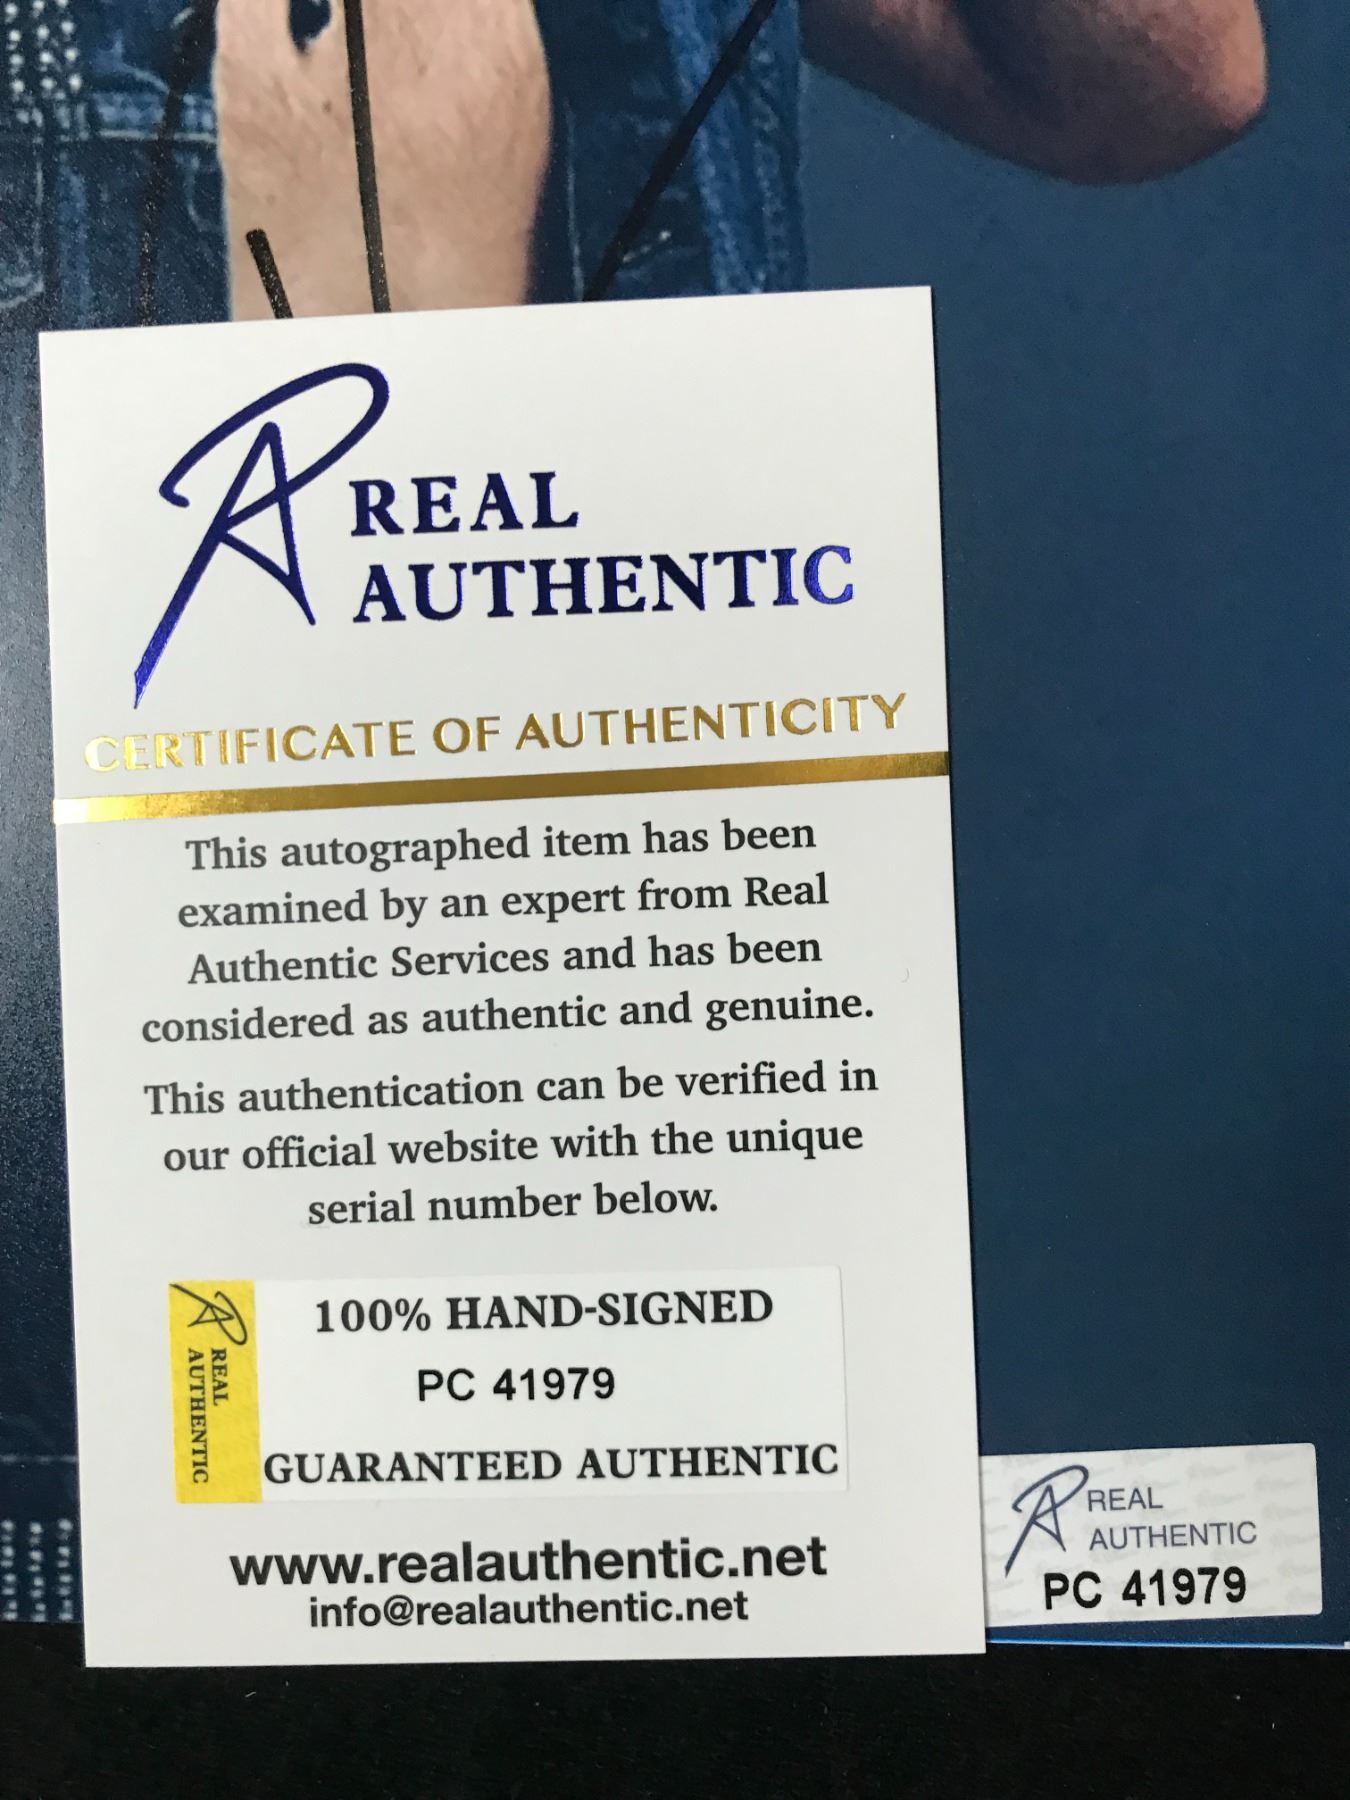 REAL
AUTHENTIC
CERTIFICATE OF AUTHENTICITY
This autographed item has been
examined by an expert from Real
Authentic Services and has been
considered as authentic and genuine.
This authentication can be verified in
our official website with the unique
serial number below.
REAL
AUTHENTIC
100% HAND-SIGNED
PC 41979
GUARANTEED AUTHENTIC
www.realauthentic.net
info@realauthentic.net
REAL
AUTHENTIC
PC 41979